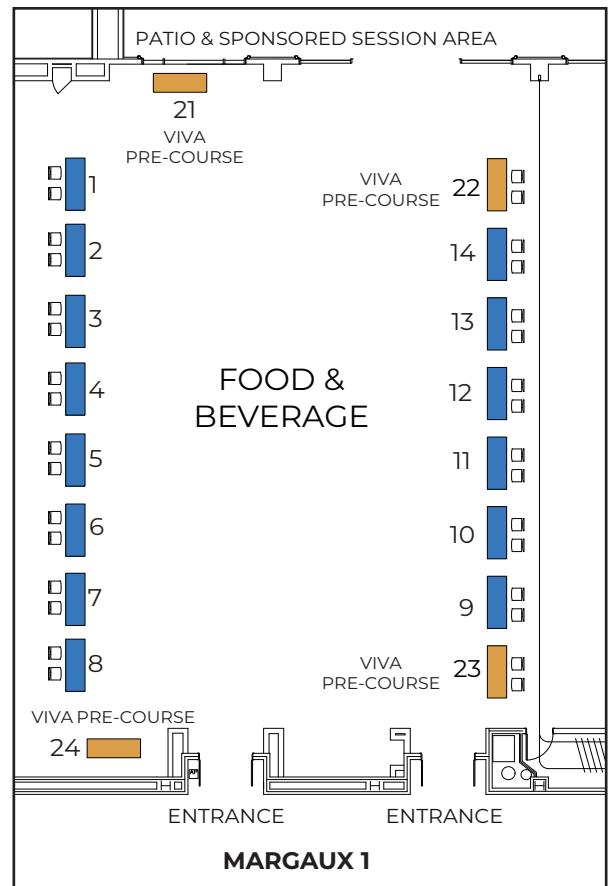 PATIO & SPONSORED SESSION AREA
21
VIVA
PRE-COURSE
1
VIVA
PRE-COURSE
22
2
14
3
13
FOOD &
BEVERAGE
4
12
5
11
6
10
7
9
8
VIVA
PRE-COURSE
23
VIVA PRE-COURSE
24
AP
ENTRANCE
ENTRANCE
MARGAUX 1